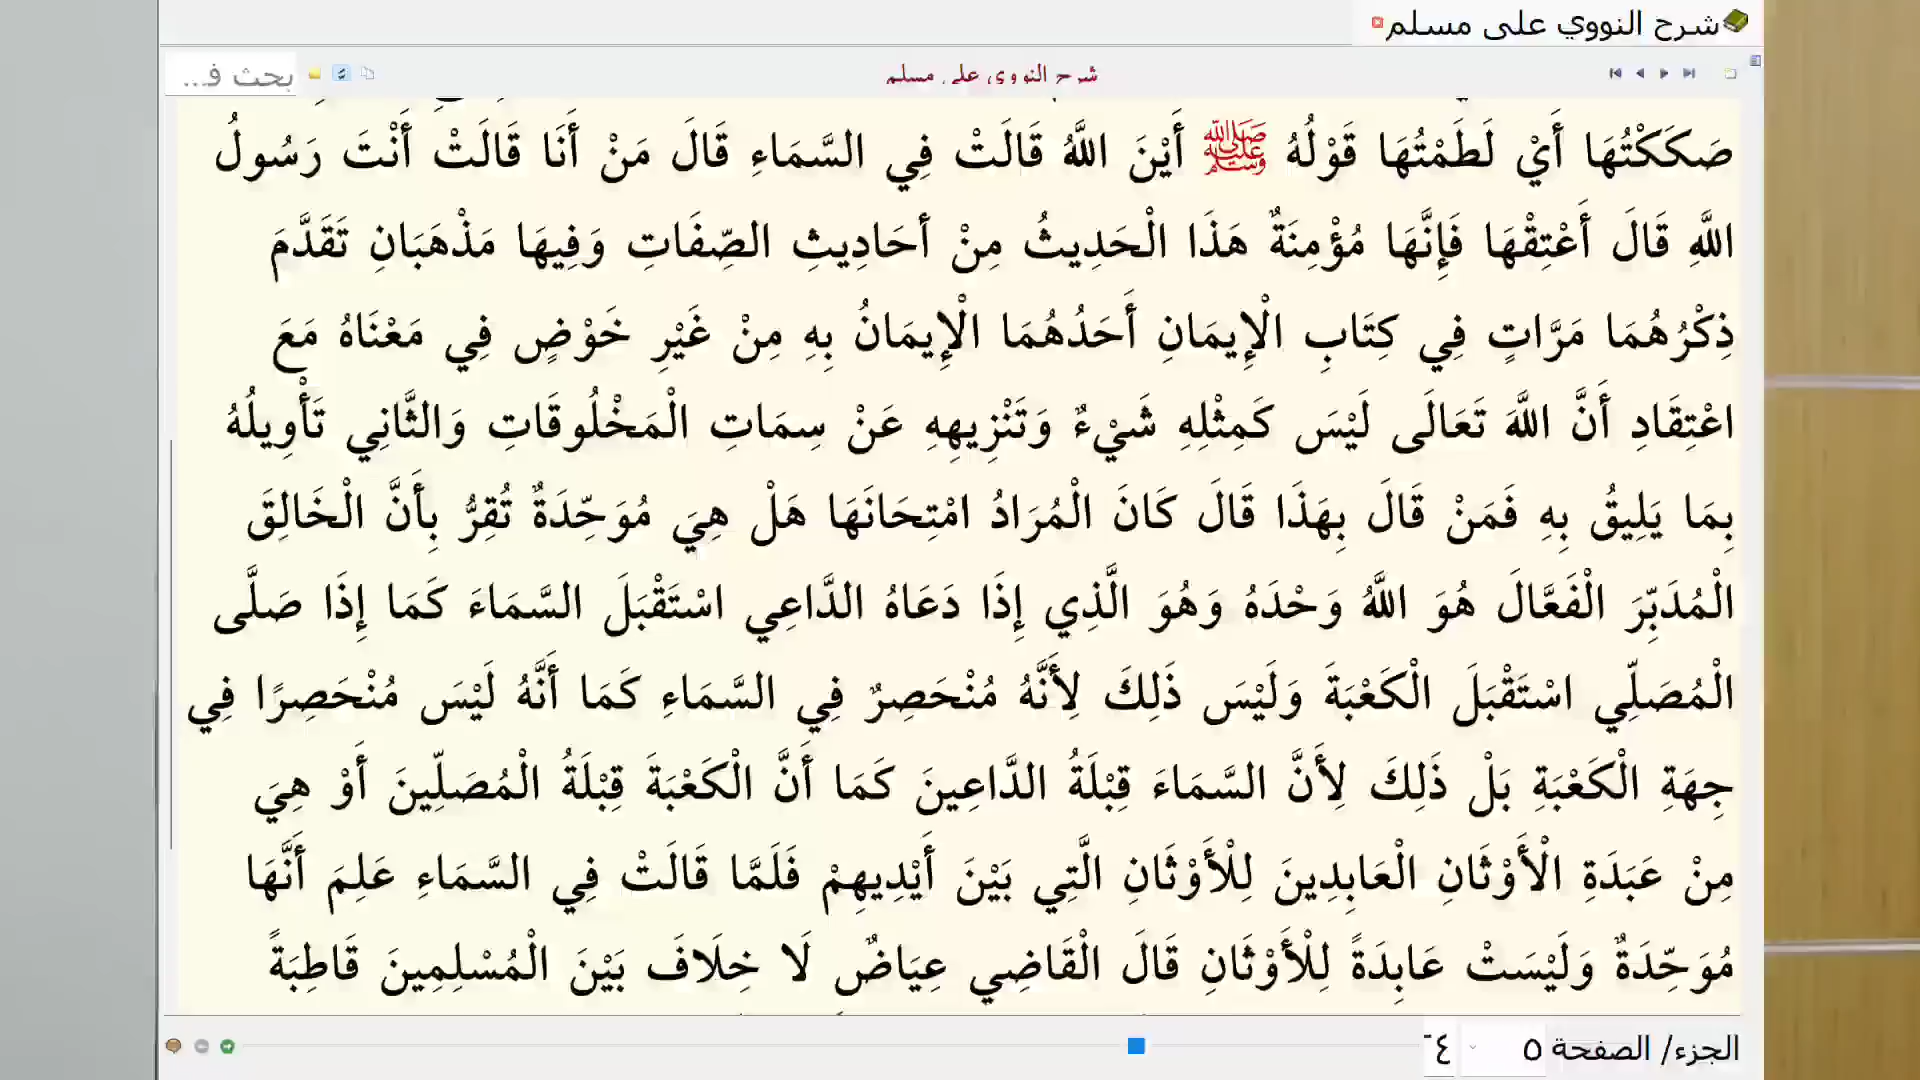 شرح النووي على مسلم
شرح النووي على مسلم
بحث ف...
صَكَكْتُهَا أَيْ لَطَمْتُهَا قَوْلُهُ ﷺ أَيْنَ اللَّهُ قَالَتْ فِي السَّمَاءِ قَالَ مَنْ أَنَا قَالَتْ أَنْتَ رَسُولُ
اللَّهِ قَالَ أَعْتِقْهَا فَإِنَّهَا مُؤْمِنَةٌ هَذَا الْحَدِيثُ مِنْ أَحَادِيثِ الصِّفَاتِ وَفِيهَا مَذْهَبَانِ تَقَدَّمَ
ذِكْرُهُمَا مَرَّاتٍ فِي كِتَابِ الْإِيمَانِ أَحَدُهُمَا الْإِيمَانُ بِهِ مِنْ غَيْرِ خَوْضٍ فِي مَعْنَاهُ مَعَ
اعْتِقَادِ أَنَّ اللَّهَ تَعَالَى لَيْسَ كَمِثْلِهِ شَيْءٌ وَتَنْزِيهِهِ عَنْ سِمَاتِ الْمَخْلُوقَاتِ وَالثَّانِي تَأْوِيلُهُ
بِمَا يَلِيقُ بِهِ فَمَنْ قَالَ بِهَذَا قَالَ كَانَ الْمُرَادُ امْتِحَانَهَا هَلْ هِيَ مُوَحِّدَةٌ تُقِرُّ بِأَنَّ الْخَالِقَ
الْمُدَبِّرَ الْفَعَّالَ هُوَ اللَّهُ وَحْدَهُ وَهُوَ الَّذِي إِذَا دَعَاهُ الدَّاعِي اسْتَقْبَلَ السَّمَاءَ كَمَا إِذَا صَلَّى
الْمُصَلِّي اسْتَقْبَلَ الْكَعْبَةَ وَلَيْسَ ذَلِكَ لِأَنَّهُ مُنْحَصِرٌ فِي السَّمَاءِ كَمَا أَنَّهُ لَيْسَ مُنْحَصِرًا فِي
جِهَةِ الْكَعْبَةِ بَلْ ذَلِكَ لِأَنَّ السَّمَاءَ قِبْلَةُ الدَّاعِينَ كَمَا أَنَّ الْكَعْبَةَ قِبْلَةُ الْمُصَلِّينَ أَوْ هِيَ
مِنْ عَبَدَةِ الْأَوْثَانِ الْعَابِدِينَ لِلْأَوْثَانِ الَّتِي بَيْنَ أَيْدِيهِمْ فَلَمَّا قَالَتْ فِي السَّمَاءِ عَلِمَ أَنَّهَا
مُوَحِّدَةٌ وَلَيْسَتْ عَابِدَةً لِلْأَوْثَانِ قَالَ الْقَاضِي عِيَاضٌ لَا خِلَافَ بَيْنَ الْمُسْلِمِينَ قَاطِبَةً
الجزء/ الصفحة ٥